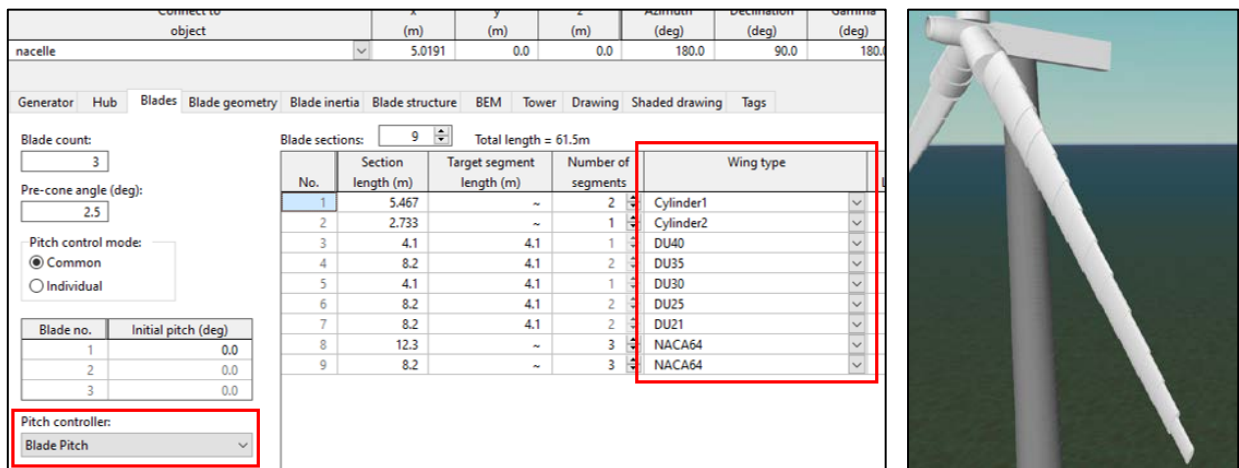 Connect to x y z Azimuth Declination Gamma
object (m) (m) (m) (deg) (deg) (deg)
nacelle 5.0191 0.0 0.0 180.0 90.0 180.0
Generator Hub Blades Blade geometry Blade inertia Blade structure BEM Tower Drawing Shaded drawing Tags
Blade count:
3
Pre-cone angle (deg):
2.5
Pitch control mode:
Common
Individual
Blade no. Initial pitch (deg)
1 0.0
2 0.0
3 0.0
Pitch controller:
Blade Pitch
Blade sections: 9 Total length = 61.5m
Section Target segment Number of Wing type
No. length (m) length (m) segments L
1 5.467 ~ 2 Cylinder1
2 2.733 ~ 1 Cylinder2
3 4.1 4.1 1 DU40
4 8.2 4.1 2 DU35
5 4.1 4.1 1 DU30
6 8.2 4.1 2 DU25
7 8.2 4.1 2 DU21
8 12.3 ~ 3 NACA64
9 8.2 ~ 3 NACA64